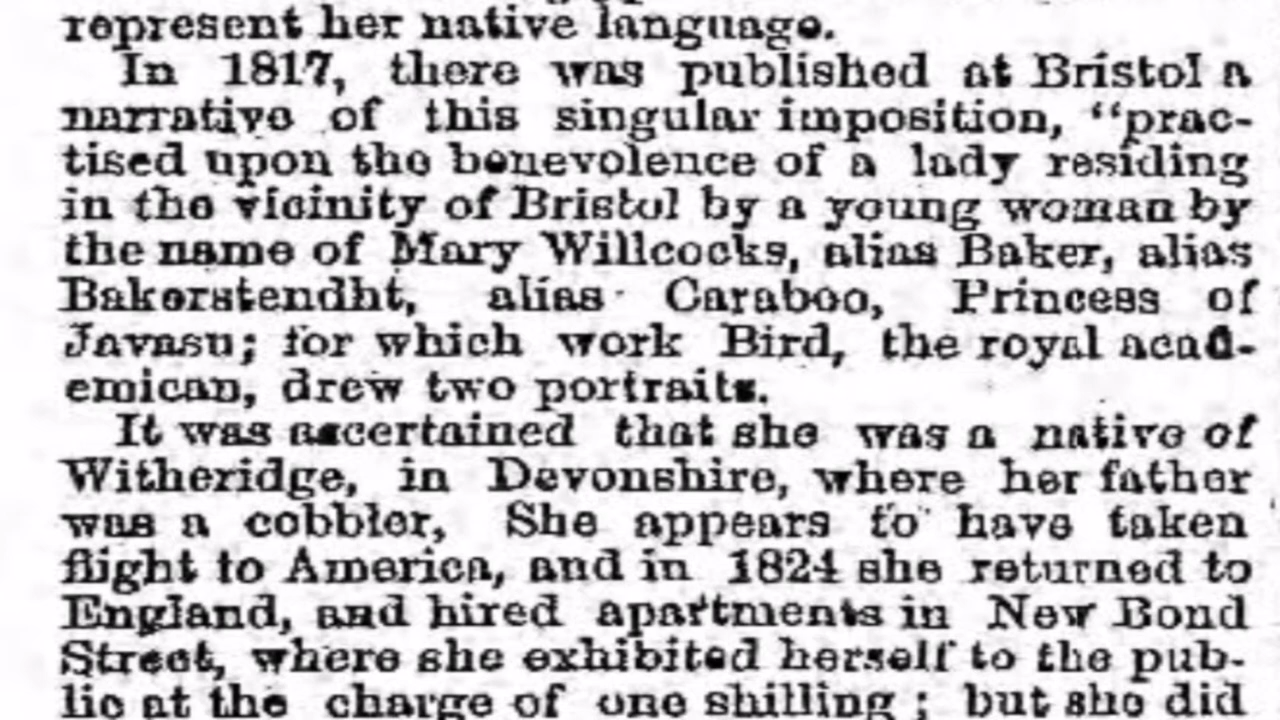 represent her native language.
In 1817, there was published at Bristol a
narrative of this singular imposition, “prac-
tised upon the benevolence of a lady residing
in the vicinity of Bristol by a young woman by
the name of Mary Willcocks, alias Baker, alias
Bakerstendht, alias Caraboo, Princess of
Javasu; for which work Bird, the royal acad-
emican, drew two portraits.
It was ascertained that she was a native of
Witheridge, in Devonshire, where her father
was a cobbler, She appears to have taken
flight to America, and in 1824 she returned to
England, and hired apartments in New Bond
Street, where she exhibited herself to the pub-
lic at the charge of one shilling; but she did